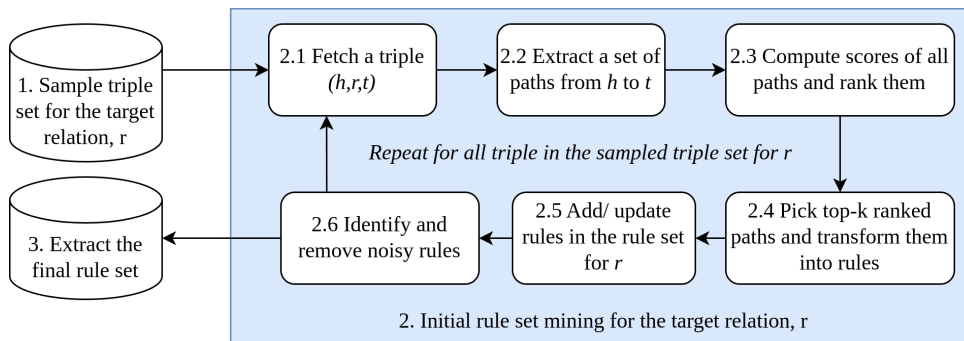 1. Sample triple
set for the target
relation, r
2.1 Fetch a triple
(h,r,t)
2.2 Extract a set of
paths from h to t
2.3 Compute scores of all
paths and rank them
Repeat for all triple in the sampled triple set for r
3. Extract the
final rule set
2.6 Identify and
remove noisy rules
2.5 Add/ update
rules in the rule set
for r
2.4 Pick top-k ranked
paths and transform them
into rules
2. Initial rule set mining for the target relation, r